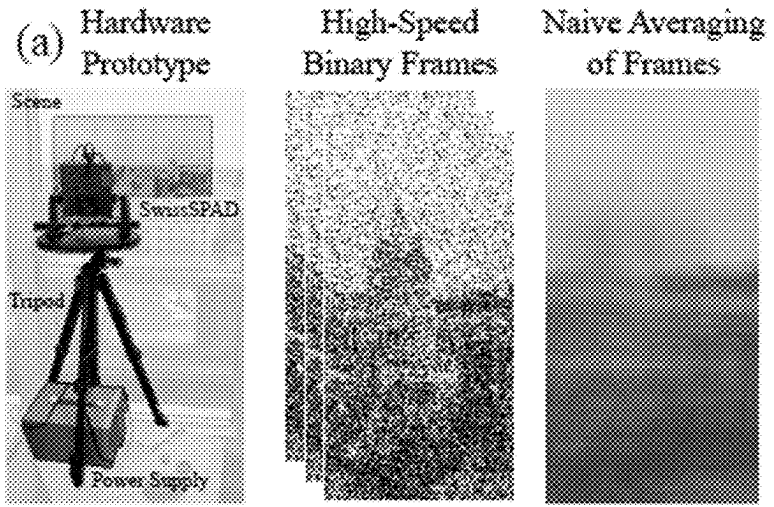 (a) Hardware
Prototype
High-Speed
Binary Frames
Naive Averaging
of Frames
Scene
SwissSPAD
Tripod
Power Supply